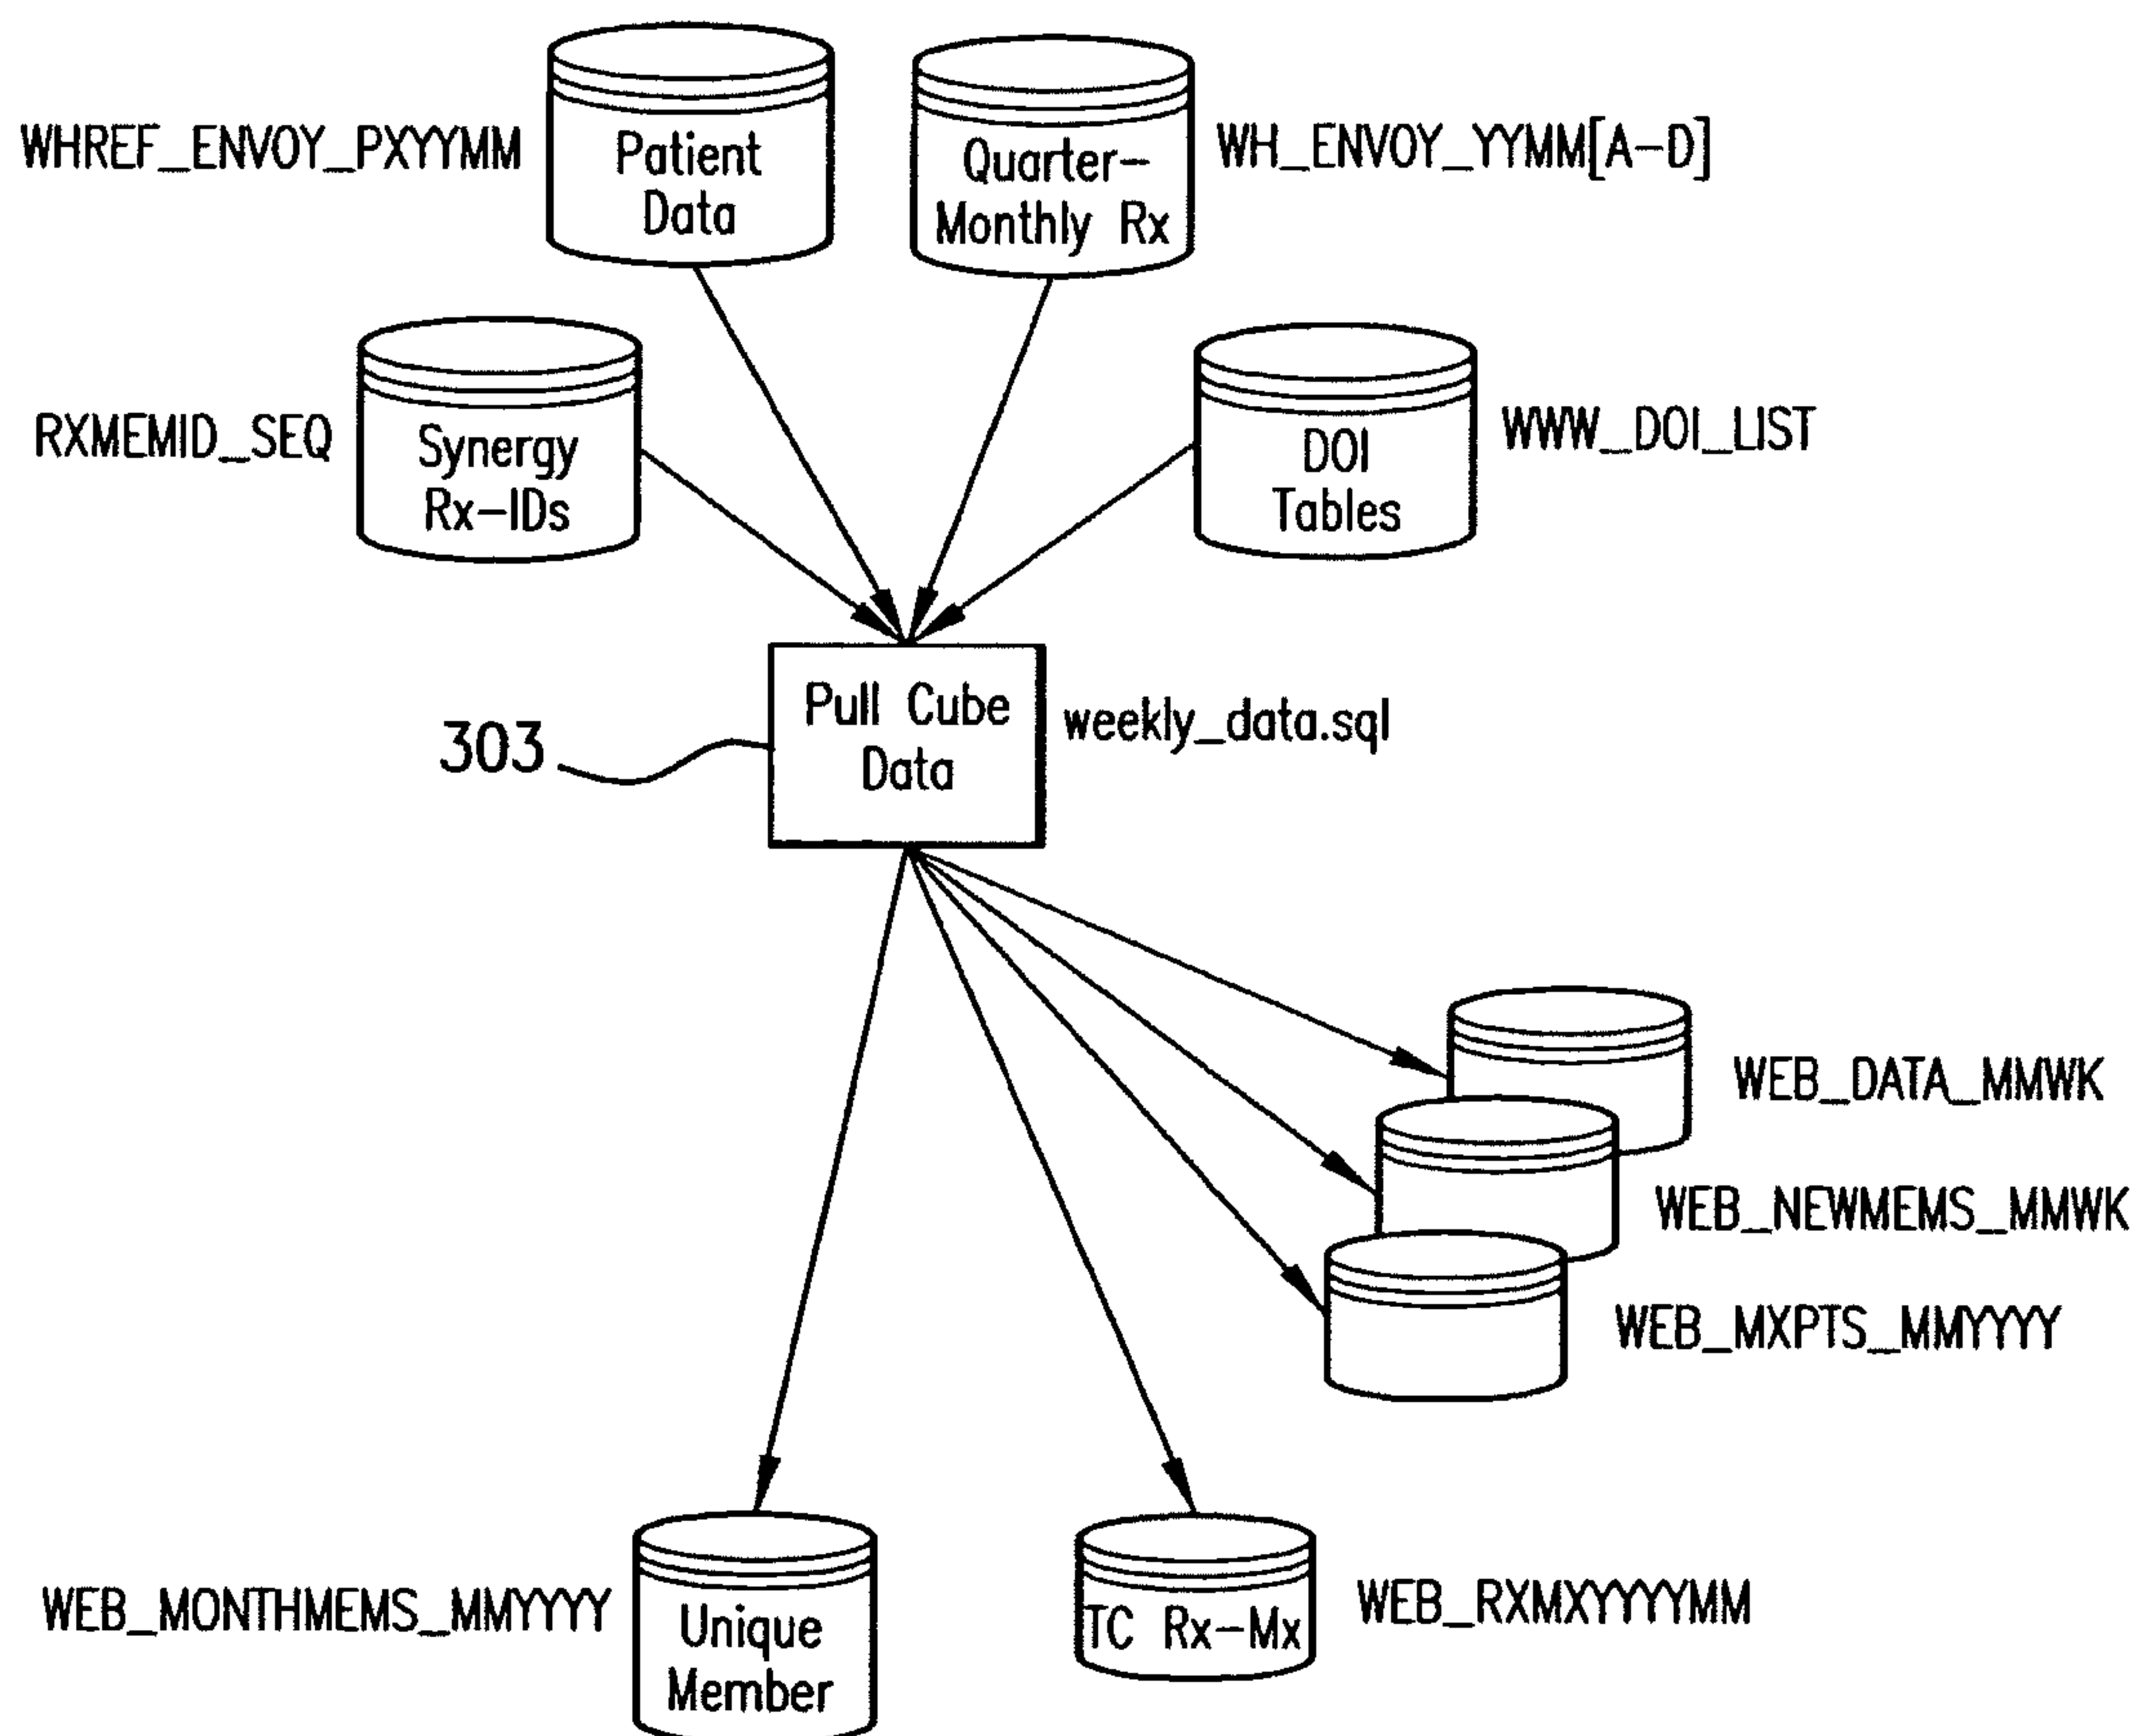 WHREF_ENVOY_PXYYMM
Patient
Data
Quarter-
Monthly Rx
WH_ENVOY_YYMM[A-D]
RXMEMID_SEQ
Synergy
Rx-IDs
DOI
Tables
WWW_DOI_LIST
303
Pull Cube
Data
weekly_data.sql
WEB_DATA_MMWK
WEB_NEWMEMS_MMWK
WEB_MXPTS_MMYYYY
WEB_MONTHMEMS_MMYYYY
Unique
Member
TC Rx-Mx
WEB_RXMXYYYYMM